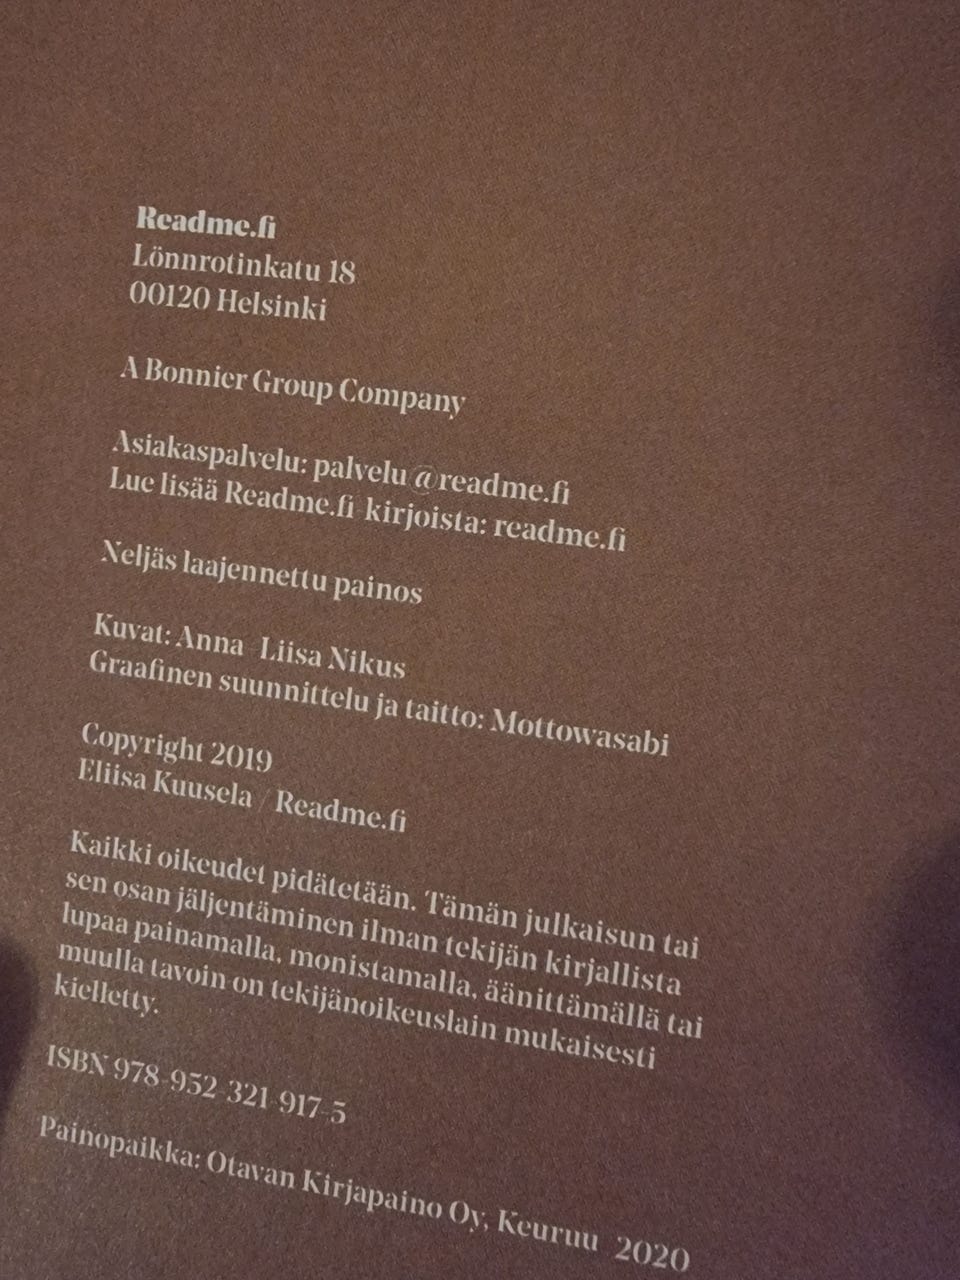 Readme.fi
Lönnrotinkatu 18
00120 Helsinki
A Bonnier Group Company
Asiakaspalvelu: palvelu@readme.fi
Lue lisää Readme.fi-kirjoista: readme.fi
Neljäs laajennettu painos
Kuvat: Anna-Liisa Nikus
Graafinen suunnittelu ja taitto: Mottowasabi
Copyright 2019
Eliisa Kuusela / Readme.fi
Kaikki oikeudet pidätetään. Tämän julkaisun tai
sen osan jäljentäminen ilman tekijän kirjallista
lupaa painamalla, monistamalla, äänittämällä tai
muulla tavoin on tekijänoikeuslain mukaisesti
kielletty.
ISBN 978-952-321-917-5
Painopaikka: Otavan Kirjapaino Oy, Keuruu 2020